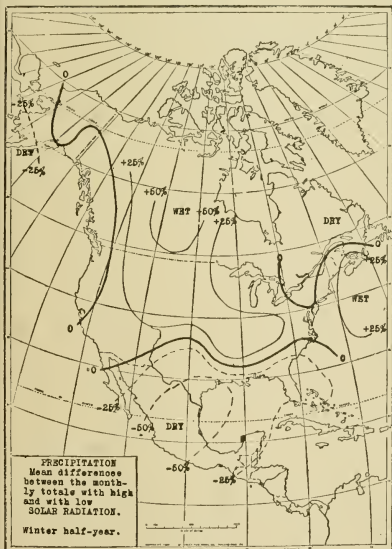 0
-25%
DRY
-25%
+25%
+50%
WET +50%
+25%
DRY
0
0
+25%
WET
+25%
0
0
0
-25%
-50%
DRY
-50%
-25%
PRECIPITATION
Mean differences
between the month-
ly totals with high
and with low
SOLAR RADIATION.
Winter half-year.